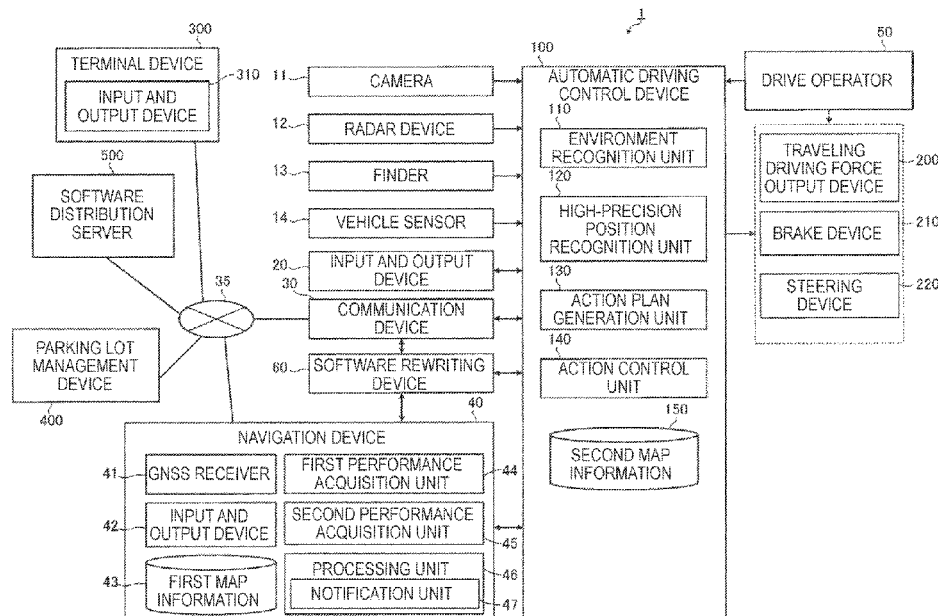 1
300
TERMINAL DEVICE
310
INPUT AND
OUTPUT DEVICE
500
SOFTWARE
DISTRIBUTION
SERVER
35
PARKING LOT
MANAGEMENT
DEVICE
400
11
CAMERA
12
RADAR DEVICE
13
FINDER
14
VEHICLE SENSOR
20
INPUT AND OUTPUT
DEVICE
30
COMMUNICATION
DEVICE
60
SOFTWARE REWRITING
DEVICE
40
NAVIGATION DEVICE
41
GNSS RECEIVER
42
INPUT AND
OUTPUT DEVICE
43
FIRST MAP
INFORMATION
FIRST PERFORMANCE
ACQUISITION UNIT
44
SECOND PERFORMANCE
ACQUISITION UNIT
45
PROCESSING UNIT
46
NOTIFICATION UNIT
47
100
AUTOMATIC DRIVING
CONTROL DEVICE
110
ENVIRONMENT
RECOGNITION UNIT
120
HIGH-PRECISION
POSITION
RECOGNITION UNIT
130
ACTION PLAN
GENERATION UNIT
140
ACTION CONTROL
UNIT
150
SECOND MAP
INFORMATION
50
DRIVE OPERATOR
TRAVELING
DRIVING FORCE
OUTPUT DEVICE
200
BRAKE DEVICE
210
STEERING
DEVICE
220